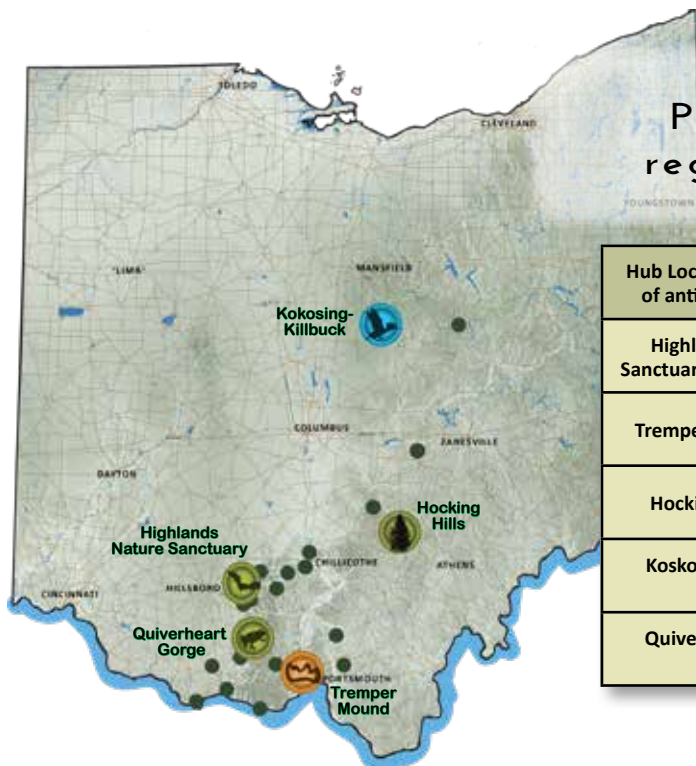 TOLEDO
CLEVELAND
P
reg
YOUNGSTOWN
LIMA
MANSFIELD
Kokosing-
Killbuck
COLUMBUS
ZANESVILLE
DAYTON
Hocking
Hills
Highlands
Nature Sanctuary
CHILLICOTHE
ATHENS
HILLSBORO
CINCINNATI
Quiverheart
Gorge
PORTSMOUTH
Tremper
Mound
Hub Loc
of anti
Highl
Sanctuar
Trempe
Hocki
Kosko
Quive